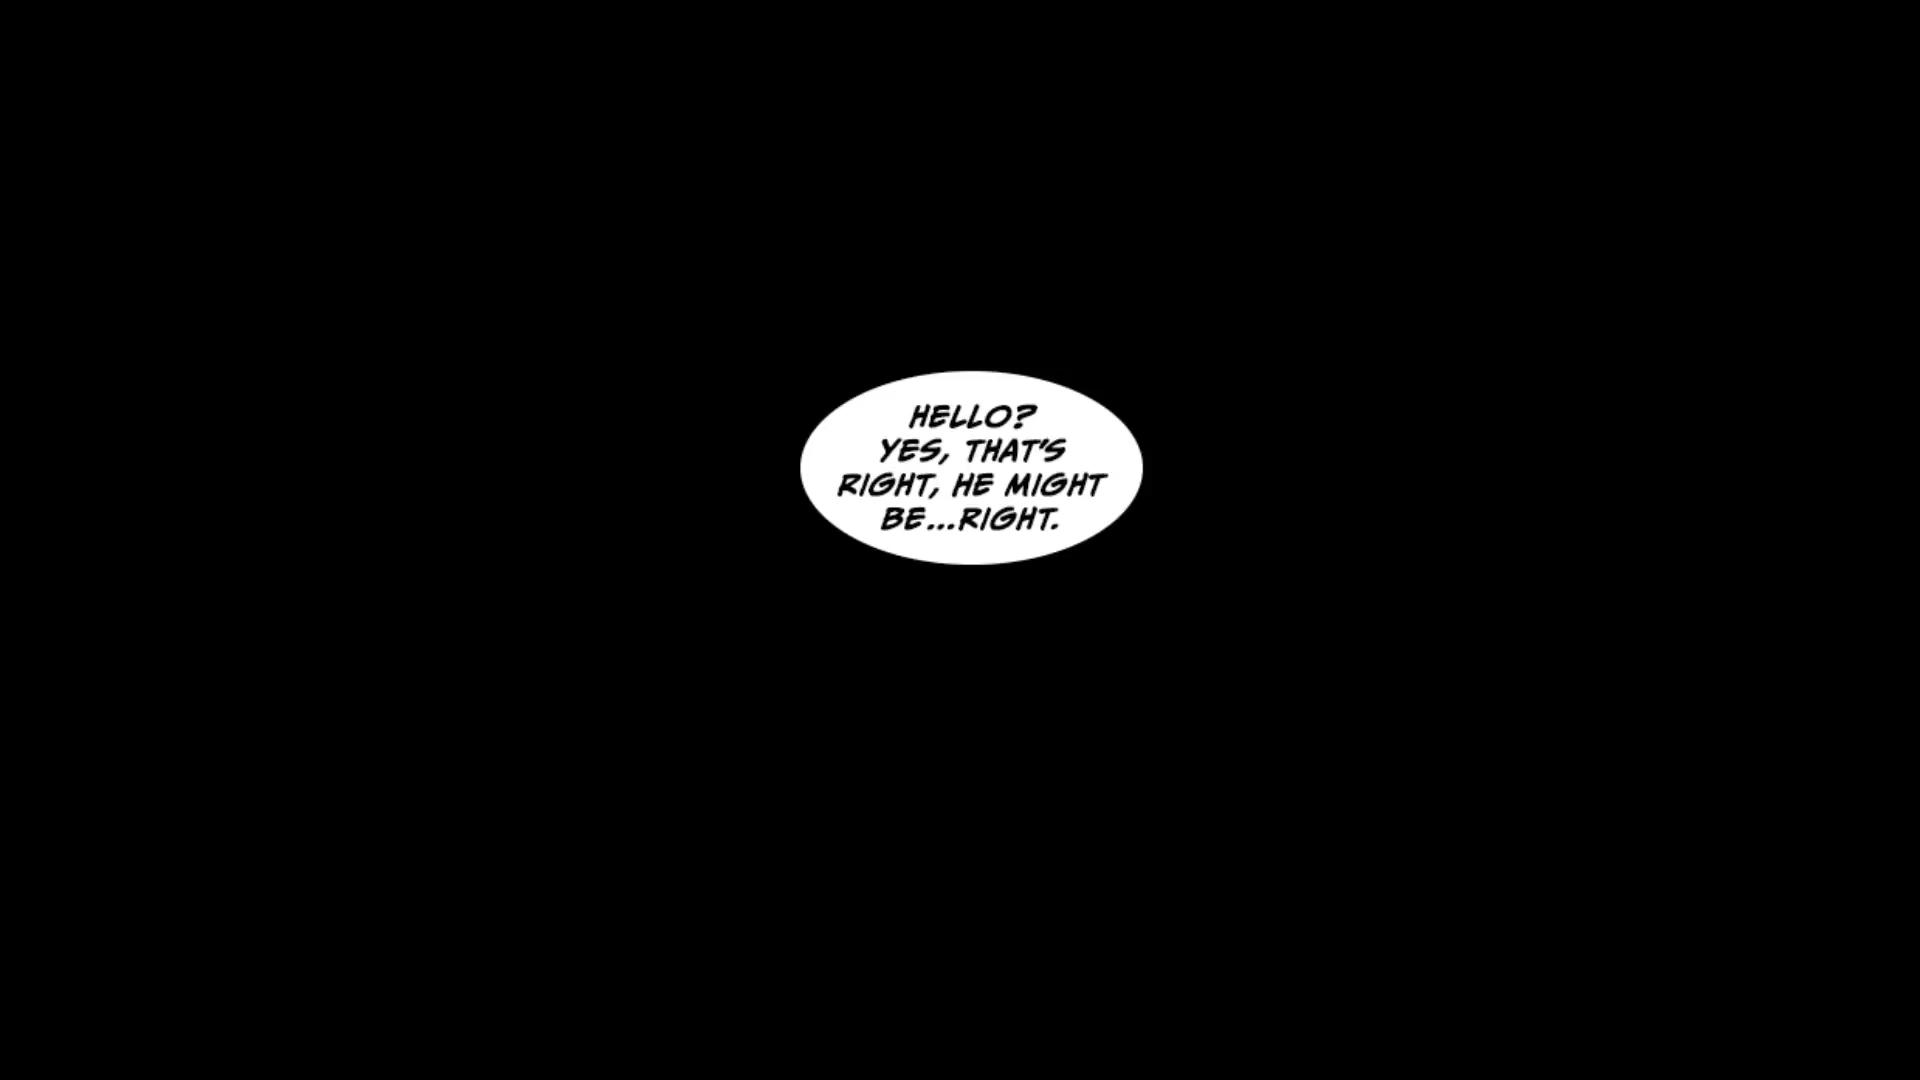 HELLO?
YES, THAT'S
RIGHT, HE MIGHT
BE...RIGHT.